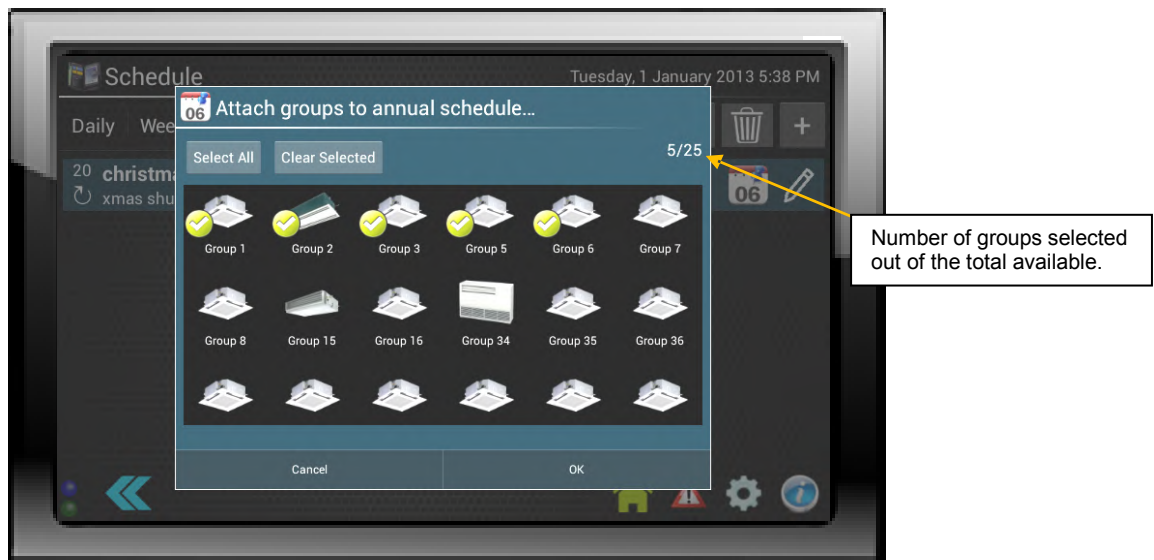 Schedule
Tuesday, 1 January 2013 5:38 PM
06 Attach groups to annual schedule...
Daily
Select All Clear Selected 5/25
20
xmas
06
Group 1 Group 2 Group 3 Group 5 Group 6 Group 7
Number of groups selected
out of the total available.
Group 8 Group 15 Group 16 Group 34 Group 35 Group 36
Cancel OK